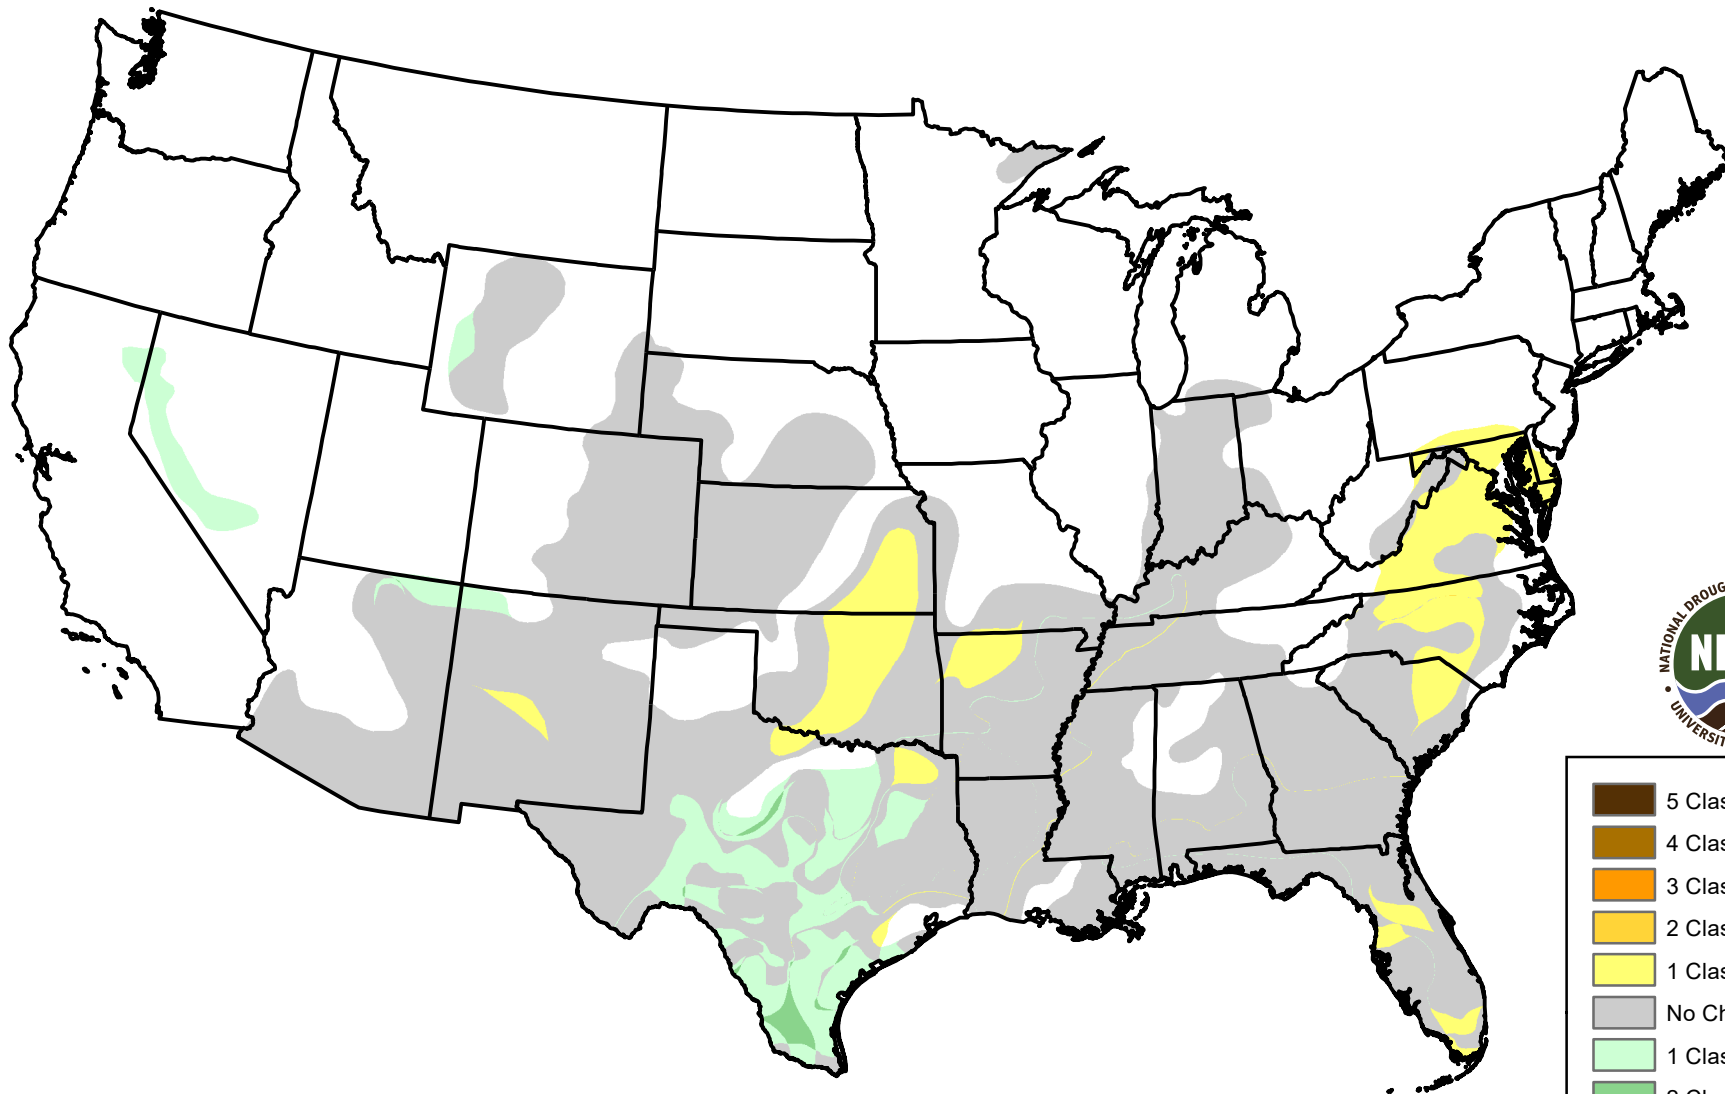 NATIONAL DROUG
UNIVERSIT
5 Clas
4 Clas
3 Clas
2 Clas
1 Clas
No Ch
1 Clas